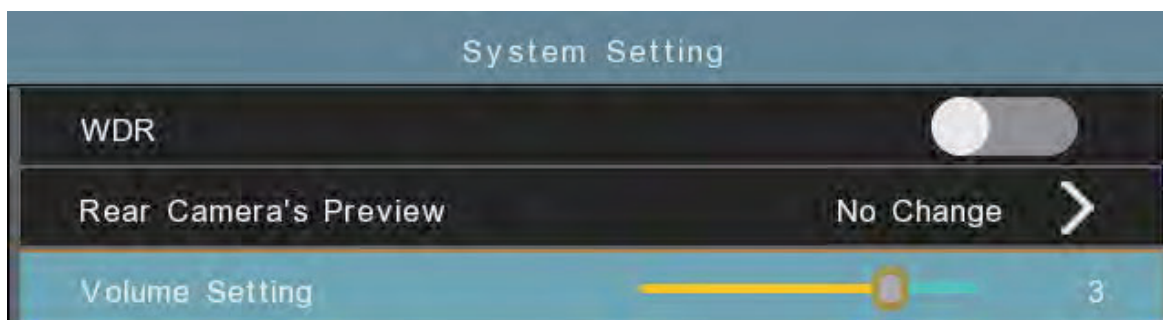 System Setting
WDR
Rear Camera's Preview No Change
Volume Setting 3